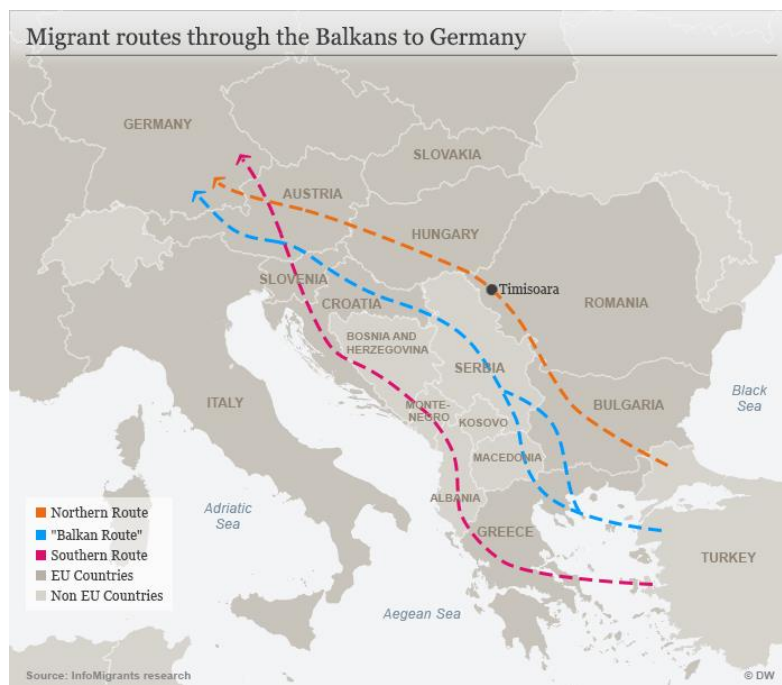 Migrant routes through the Balkans to Germany
GERMANY
SLOVAKIA
AUSTRIA
HUNGARY
SLOVENIA
CROATIA
Timisoara
ROMANIA
BOSNIA AND
HERZEGOVINA
SERBIA
ITALY
MONTE-
NEGRO
KOSOVO
BULGARIA
Black
Sea
MACEDONIA
ALBANIA
Adriatic
Sea
GREECE
TURKEY
Aegean Sea
Northern Route
"Balkan Route"
Southern Route
EU Countries
Non EU Countries
Source: InfoMigrants research
© DW